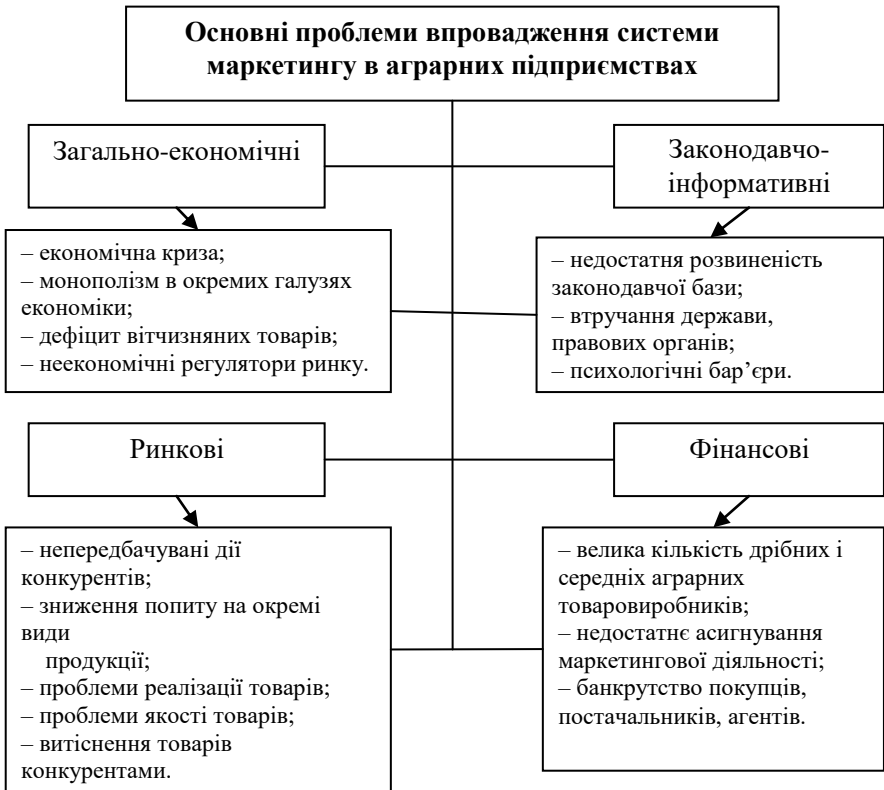 Основні проблеми впровадження системи
маркетингу в аграрних підприємствах
Загально-економічні
Законодавчо-
інформативні
– економічна криза;
– монополізм в окремих галузях
економіки;
– дефіцит вітчизняних товарів;
– неекономічні регулятори ринку.
– недостатня розвиненість
законодавчої бази;
– втручання держави,
правових органів;
– психологічні бар’єри.
Ринкові
Фінансові
– непередбачувані дії
конкурентів;
– зниження попиту на окремі
види
продукції;
– проблеми реалізації товарів;
– проблеми якості товарів;
– витіснення товарів
конкурентами.
– велика кількість дрібних і
середніх аграрних
товаровиробників;
– недостатнє асигнування
маркетингової діяльності;
– банкрутство покупців,
постачальників, агентів.